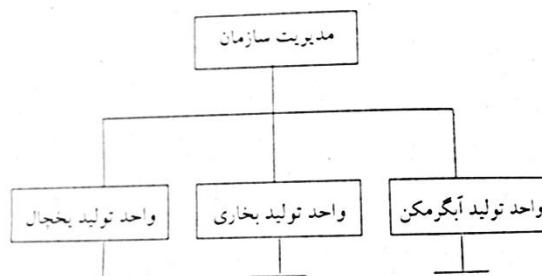 مدیریت سازمان
واحد تولید آبگرمکن
واحد تولید بخاری
واحد تولید یخچال